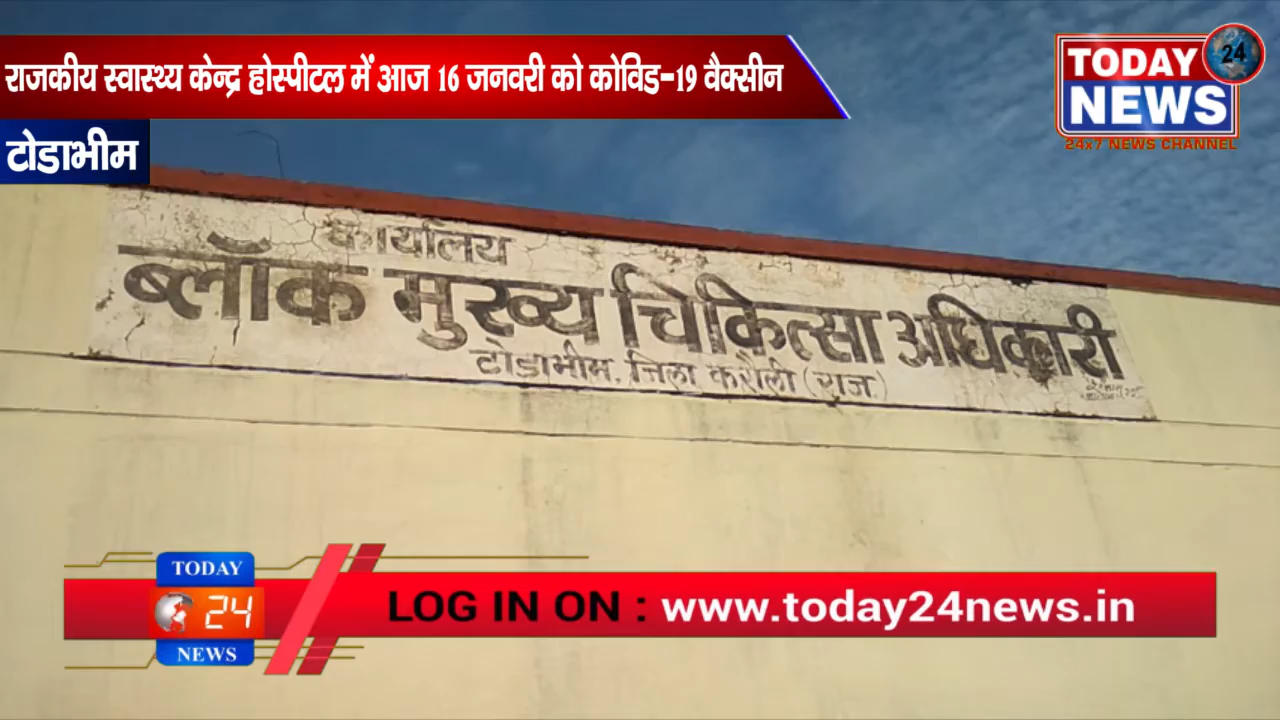 राजकीय स्वास्थ्य केन्द्र होस्पीटल में आज 16 जनवरी को कोविड-19 वैक्सीन
TODAY
24
NEWS
24x7 NEWS CHANNEL
टोडाभीम
कार्यालय
ब्लॉक मुख्य चिकित्सा अधिकारी
टोडाभीम, जिला करौली (राज.)
TODAY
24
NEWS
LOG IN ON : www.today24news.in